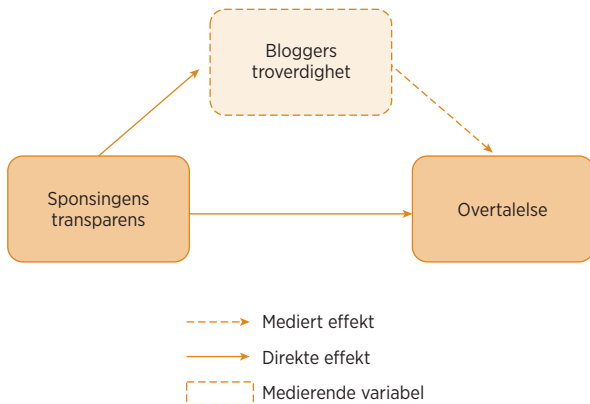 Bloggers
troverdighet
Sponsingens
transparens
Overtalelse
Mediert effekt
Direkte effekt
Medierende variabel